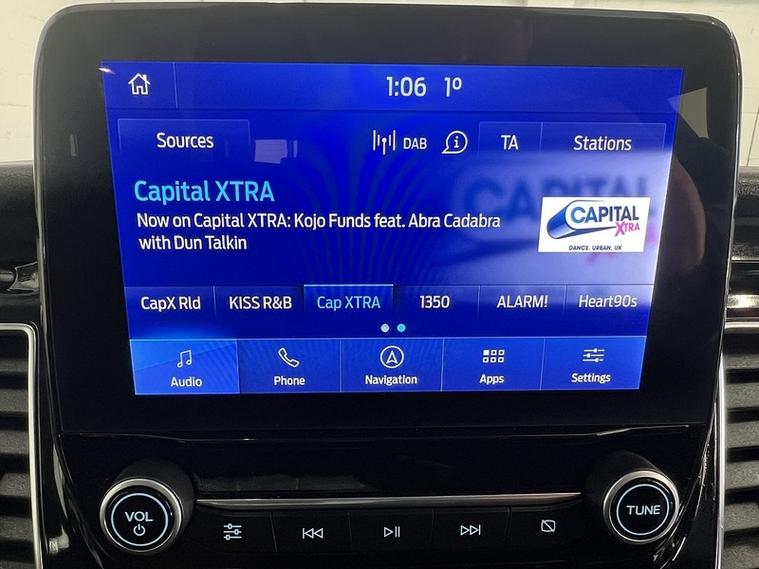 1:06 1º
Sources DAB TA Stations
Capital XTRA
Now on Capital XTRA: Kojo Funds feat. Abra Cadabra
with Dun Talkin
CAPITAL
XTRA
DANCE. URBAN. UK
CapX Rld KISS R&B Cap XTRA 1350 ALARM! Heart90s
Audio Phone Navigation Apps Settings
VOL TUNE